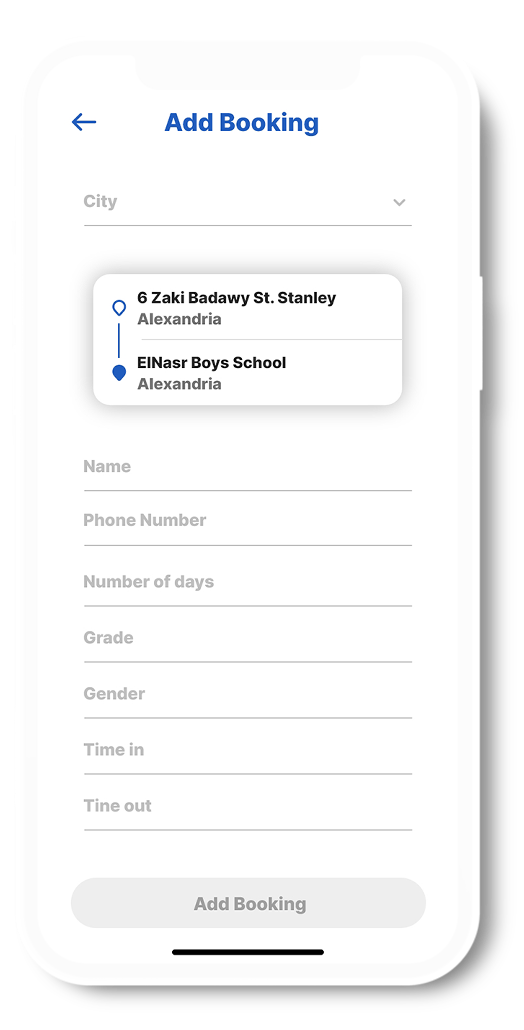 Add Booking
City
6 Zaki Badawy St. Stanley
Alexandria
ElNasr Boys School
Alexandria
Name
Phone Number
Number of days
Grade
Gender
Time in
Tine out
Add Booking